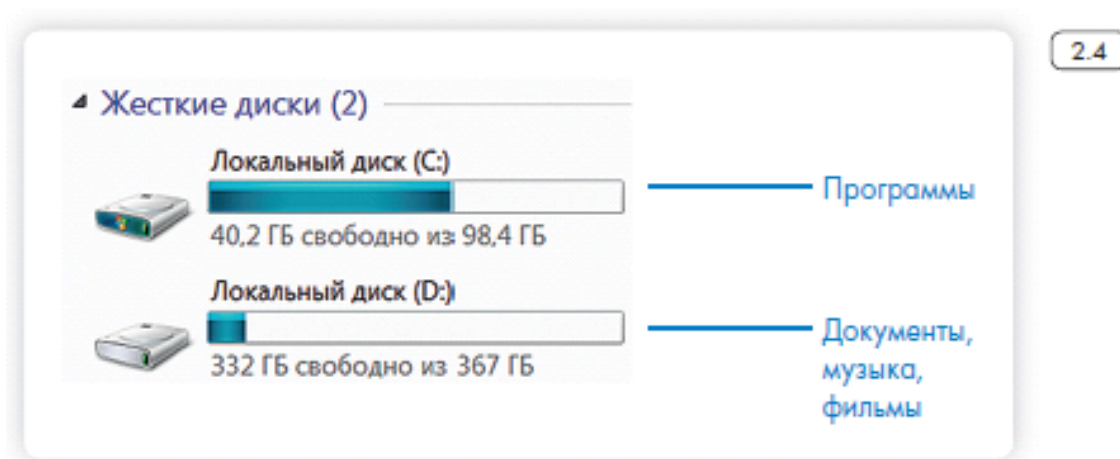 2.4
Жесткие диски (2)
Локальный диск (C:)
40,2 ГБ свободно из 98,4 ГБ
Программы
Локальный диск (D:)
332 ГБ свободно из 367 ГБ
Документы,
музыка,
фильмы